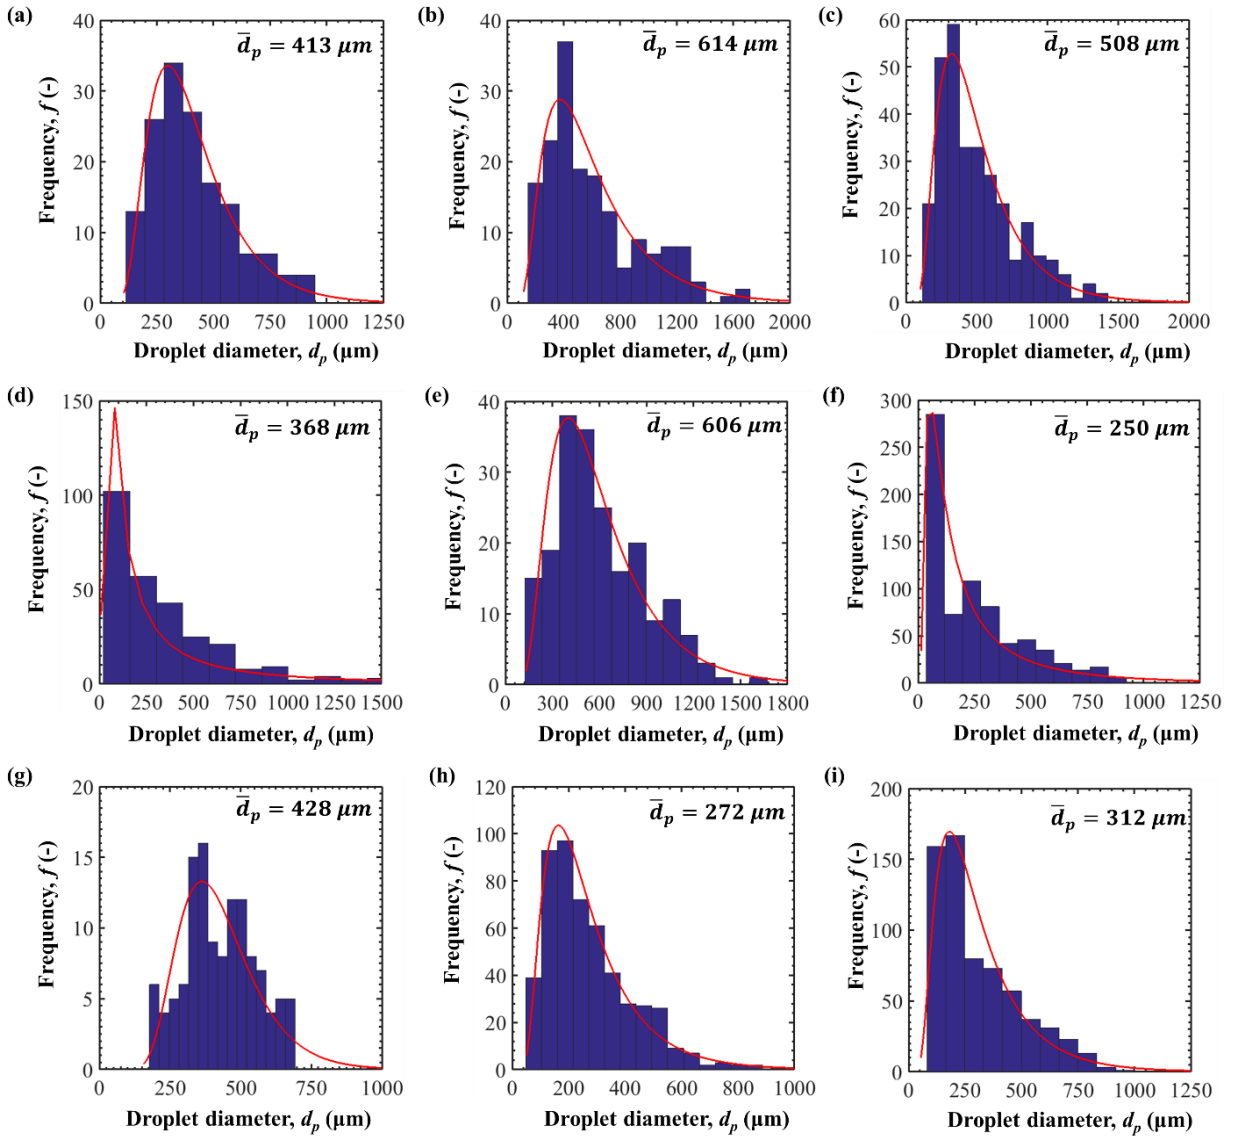 (a)
d̄p = 413 μm
Frequency, f (-)
40
30
20
10
0
0 250 500 750 1000 1250
Droplet diameter, dp (μm)
(b)
d̄p = 614 μm
Frequency, f (-)
40
30
20
10
0
0 400 800 1200 1600 2000
Droplet diameter, dp (μm)
(c)
d̄p = 508 μm
Frequency, f (-)
60
50
40
30
20
10
0
0 500 1000 1500 2000
Droplet diameter, dp (μm)
(d)
d̄p = 368 μm
Frequency, f (-)
150
100
50
0
0 250 500 750 1000 1250 1500
Droplet diameter, dp (μm)
(e)
d̄p = 606 μm
Frequency, f (-)
40
30
20
10
0
0 300 600 900 1200 1500 1800
Droplet diameter, dp (μm)
(f)
d̄p = 250 μm
Frequency, f (-)
300
250
200
150
100
50
0
0 250 500 750 1000 1250
Droplet diameter, dp (μm)
(g)
d̄p = 428 μm
Frequency, f (-)
20
15
10
5
0
0 250 500 750 1000
Droplet diameter, dp (μm)
(h)
d̄p = 272 μm
Frequency, f (-)
120
100
80
60
40
20
0
0 200 400 600 800 1000
Droplet diameter, dp (μm)
(i)
d̄p = 312 μm
Frequency, f (-)
200
150
100
50
0
0 250 500 750 1000 1250
Droplet diameter, dp (μm)